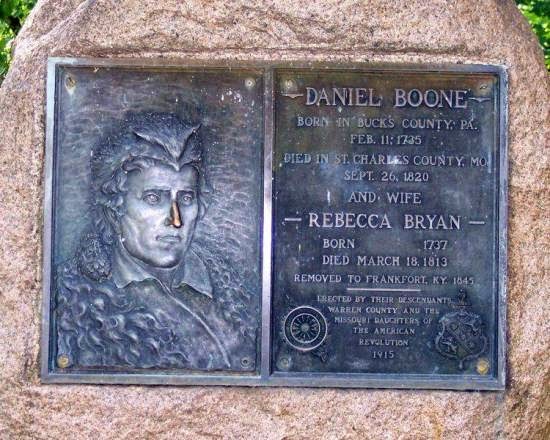 DANIEL BOONE
BORN IN BUCKS COUNTY, PA.
FEB. 11, 1735
DIED IN ST. CHARLES COUNTY, MO.
SEPT. 26, 1820
AND WIFE
REBECCA BRYAN
BORN 1737
DIED MARCH 18, 1813
REMOVED TO FRANKFORT, KY. 1845
ERECTED BY THEIR DESCENDANTS
WARREN COUNTY AND THE
MISSOURI DAUGHTERS OF
THE AMERICAN
REVOLUTION
1915